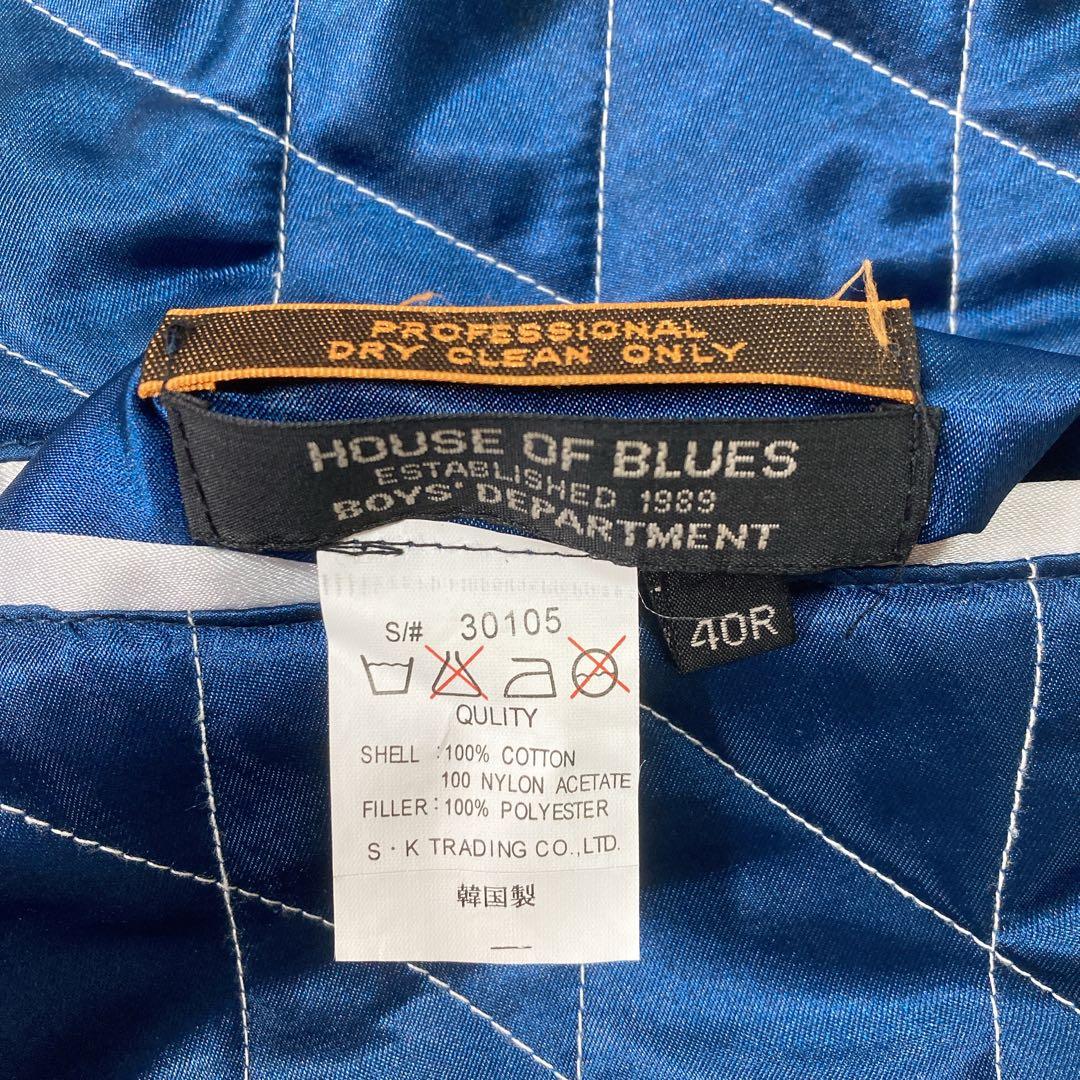 PROFESSIONAL
DRY CLEAN ONLY
HOUSE OF BLUES
ESTABLISHED 1989
BOYS' DEPARTMENT
40R
S/# 30105
QULITY
SHELL :100% COTTON
100 NYLON ACETATE
FILLER:100% POLYESTER
S・K TRADING CO.,LTD.
韓国製